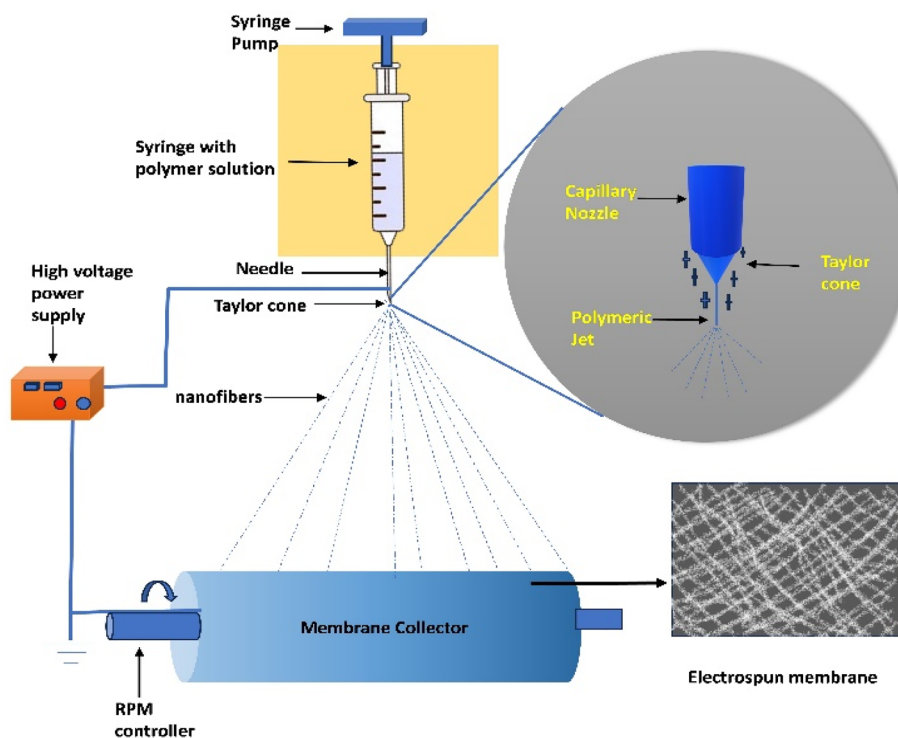 Syringe
Pump
Syringe with
polymer solution
Capillary
Nozzle
Needle
High voltage
power
supply
Taylor
cone
Taylor cone
Polymeric
Jet
nanofibers
Membrane Collector
Electrospun membrane
RPM
controller